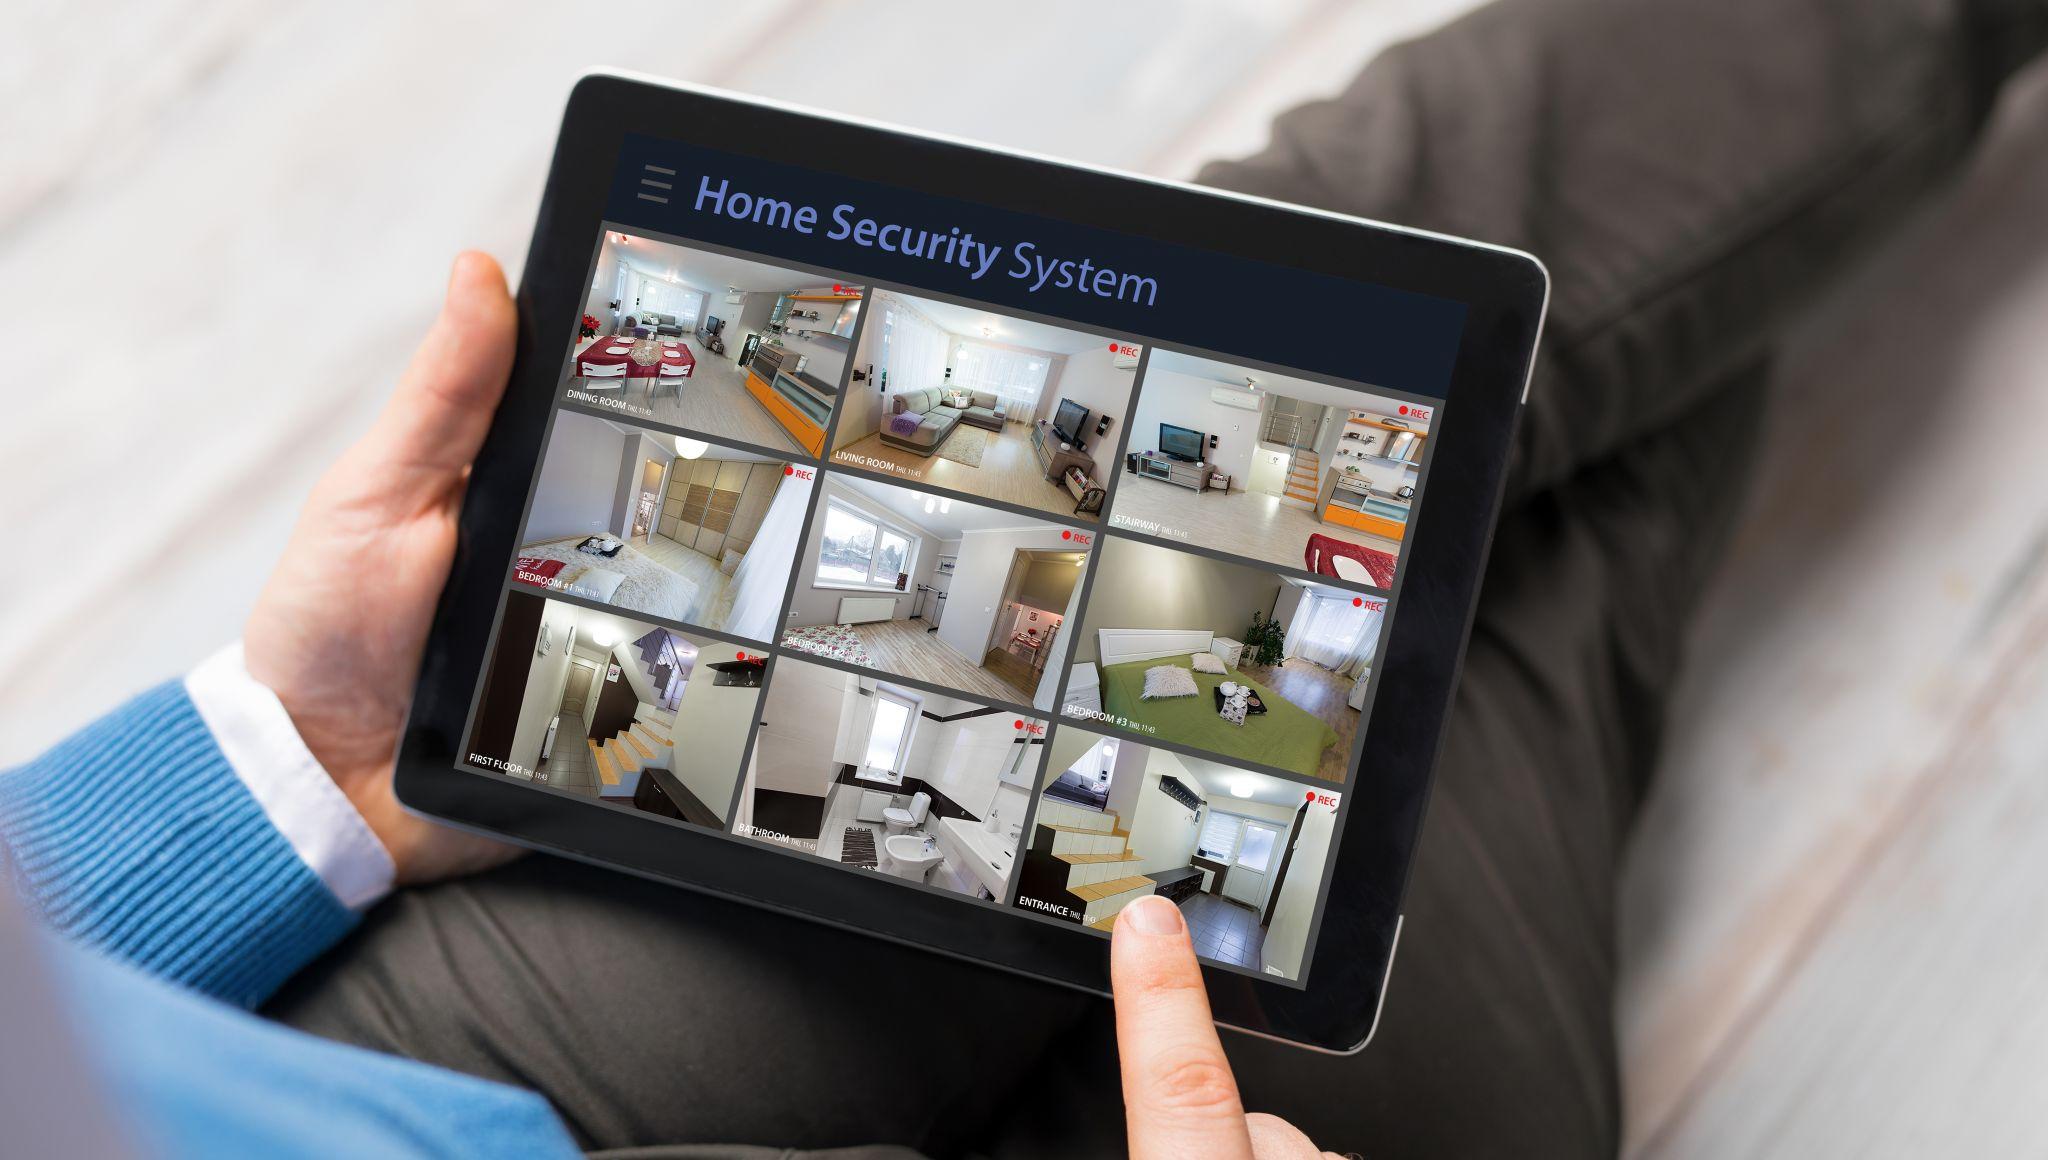 Home Security System
REC
DINING ROOM THU, 11:43
REC
LIVING ROOM THU, 11:43
REC
STAIRWAY THU, 11:43
REC
BEDROOM #1 THU, 11:43
REC
BEDROOM
REC
BEDROOM #3 THU, 11:43
REC
FIRST FLOOR THU, 11:43
REC
BATHROOM THU, 11:43
REC
ENTRANCE THU, 11:43